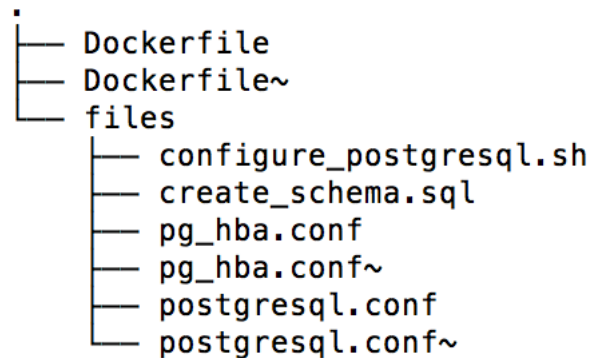 .
├── Dockerfile
├── Dockerfile~
└── files
    ├── configure_postgresql.sh
    ├── create_schema.sql
    ├── pg_hba.conf
    ├── pg_hba.conf~
    ├── postgresql.conf
    └── postgresql.conf~